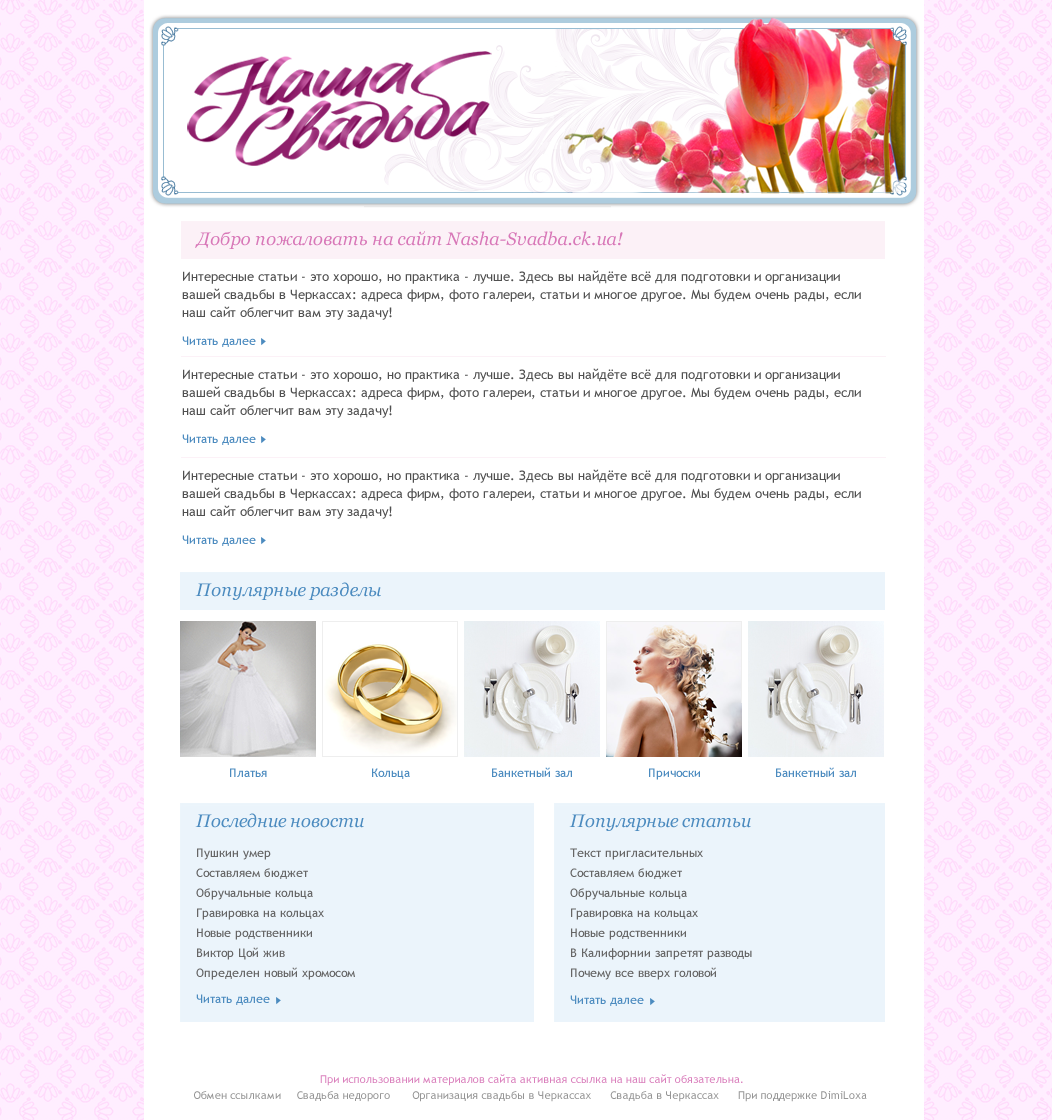 Наша
Свадьба
Добро пожаловать на сайт Nasha-Svadba.ck.ua!
Интересные статьи - это хорошо, но практика - лучше. Здесь вы найдёте всё для подготовки и организации
вашей свадьбы в Черкассах: адреса фирм, фото галереи, статьи и многое другое. Мы будем очень рады, если
наш сайт облегчит вам эту задачу!
Читать далее
Интересные статьи - это хорошо, но практика - лучше. Здесь вы найдёте всё для подготовки и организации
вашей свадьбы в Черкассах: адреса фирм, фото галереи, статьи и многое другое. Мы будем очень рады, если
наш сайт облегчит вам эту задачу!
Читать далее
Интересные статьи - это хорошо, но практика - лучше. Здесь вы найдёте всё для подготовки и организации
вашей свадьбы в Черкассах: адреса фирм, фото галереи, статьи и многое другое. Мы будем очень рады, если
наш сайт облегчит вам эту задачу!
Читать далее
Популярные разделы
Платья
Кольца
Банкетный зал
Причоски
Банкетный зал
Последние новости
Пушкин умер
Составляем бюджет
Обручальные кольца
Гравировка на кольцах
Новые родственники
Виктор Цой жив
Определен новый хромосом
Читать далее
Популярные статьи
Текст пригласительных
Составляем бюджет
Обручальные кольца
Гравировка на кольцах
Новые родственники
В Калифорнии запретят разводы
Почему все вверх головой
Читать далее
При использовании материалов сайта активная ссылка на наш сайт обязательна.
Обмен ссылками Свадьба недорого Организация свадьбы в Черкассах Свадьба в Черкассах При поддержке DimiLoxa